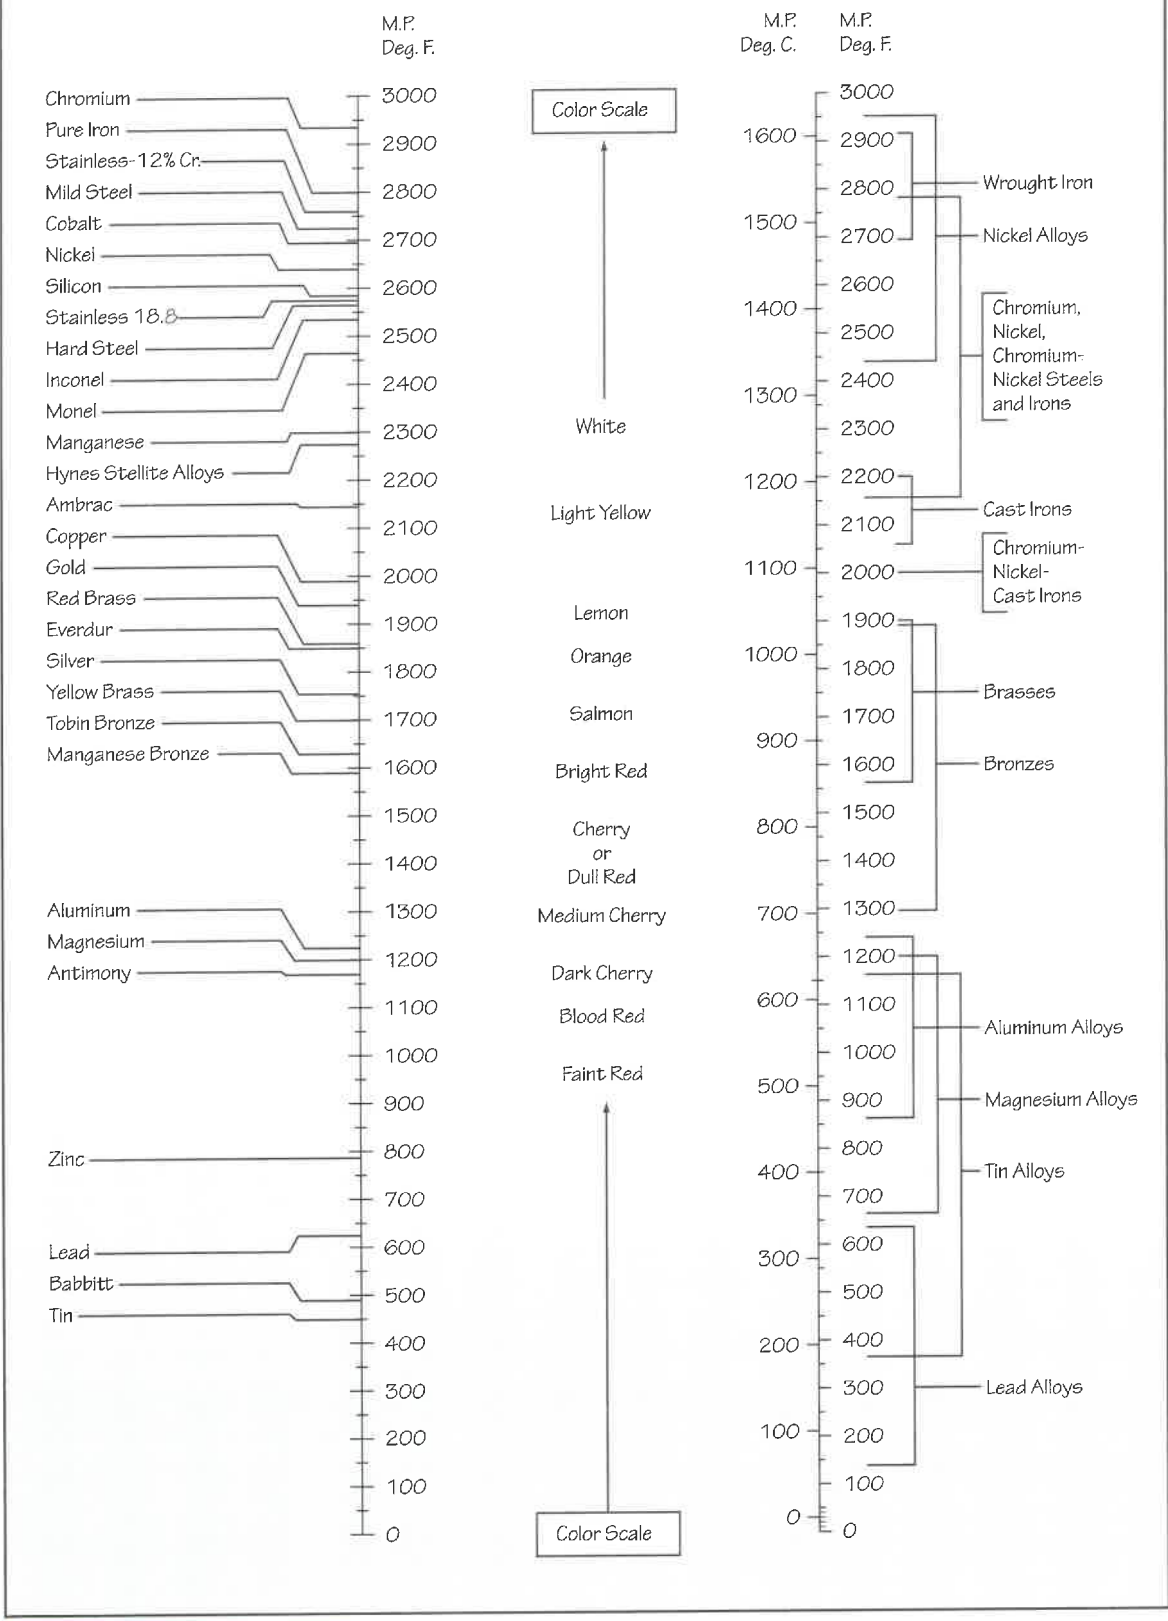 M.P.
Deg. F.
M.P.
Deg. C.
M.P.
Deg. F.
Chromium
Pure Iron
Stainless-12% Cr.
Mild Steel
Cobalt
Nickel
Silicon
Stainless 18.8
Hard Steel
Inconel
Monel
Manganese
Hynes Stellite Alloys
Ambrac
Copper
Gold
Red Brass
Everdur
Silver
Yellow Brass
Tobin Bronze
Manganese Bronze
Aluminum
Magnesium
Antimony
Zinc
Lead
Babbitt
Tin
3000
2900
2800
2700
2600
2500
2400
2300
2200
2100
2000
1900
1800
1700
1600
1500
1400
1300
1200
1100
1000
900
800
700
600
500
400
300
200
100
0
Color Scale
White
Light Yellow
Lemon
Orange
Salmon
Bright Red
Cherry
or
Dull Red
Medium Cherry
Dark Cherry
Blood Red
Faint Red
Color Scale
1600
1500
1400
1300
1200
1100
1000
900
800
700
600
500
400
300
200
100
0
3000
2900
2800
2700
2600
2500
2400
2300
2200
2100
2000
1900
1800
1700
1600
1500
1400
1300
1200
1100
1000
900
800
700
600
500
400
300
200
100
0
Wrought Iron
Nickel Alloys
Chromium,
Nickel,
Chromium-
Nickel Steels
and Irons
Cast Irons
Chromium-
Nickel-
Cast Irons
Brasses
Bronzes
Aluminum Alloys
Magnesium Alloys
Tin Alloys
Lead Alloys